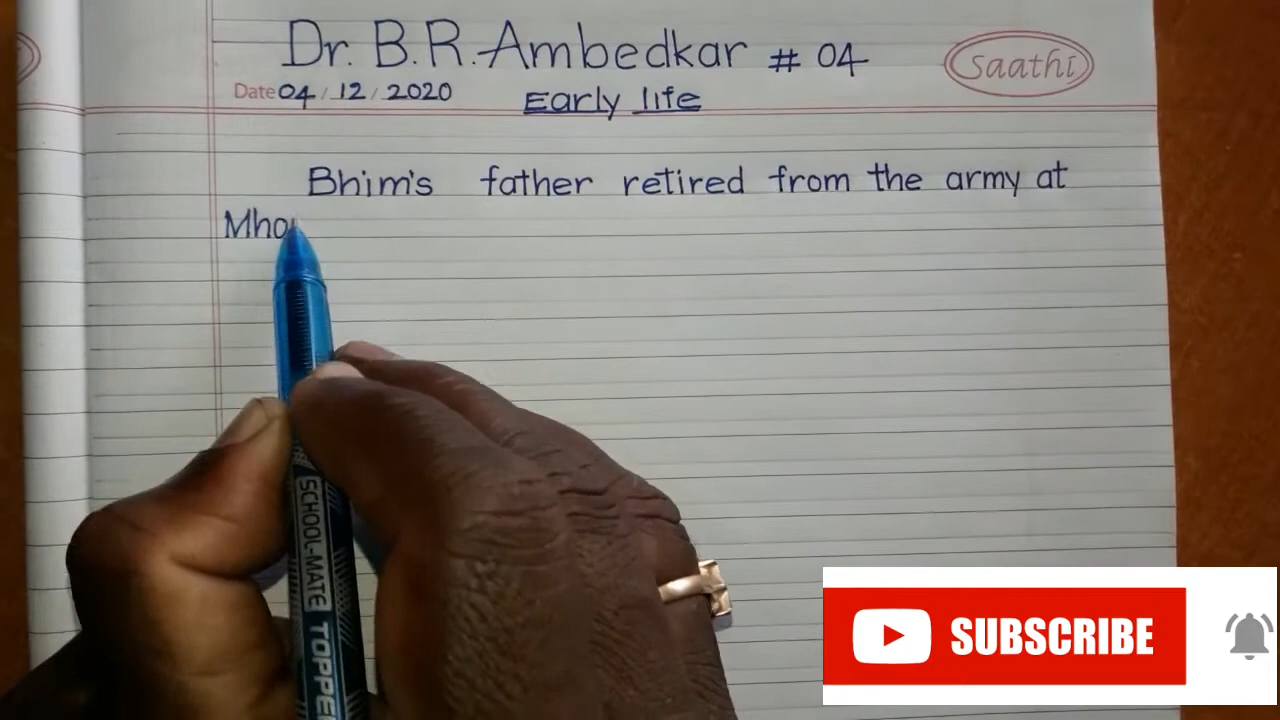 Dr. B.R. Ambedkar # 04
Saathi
Date 04/12/2020
Early life
Bhim's father retired from the army at
SCHOOL-MATE TOPPER
SUBSCRIBE